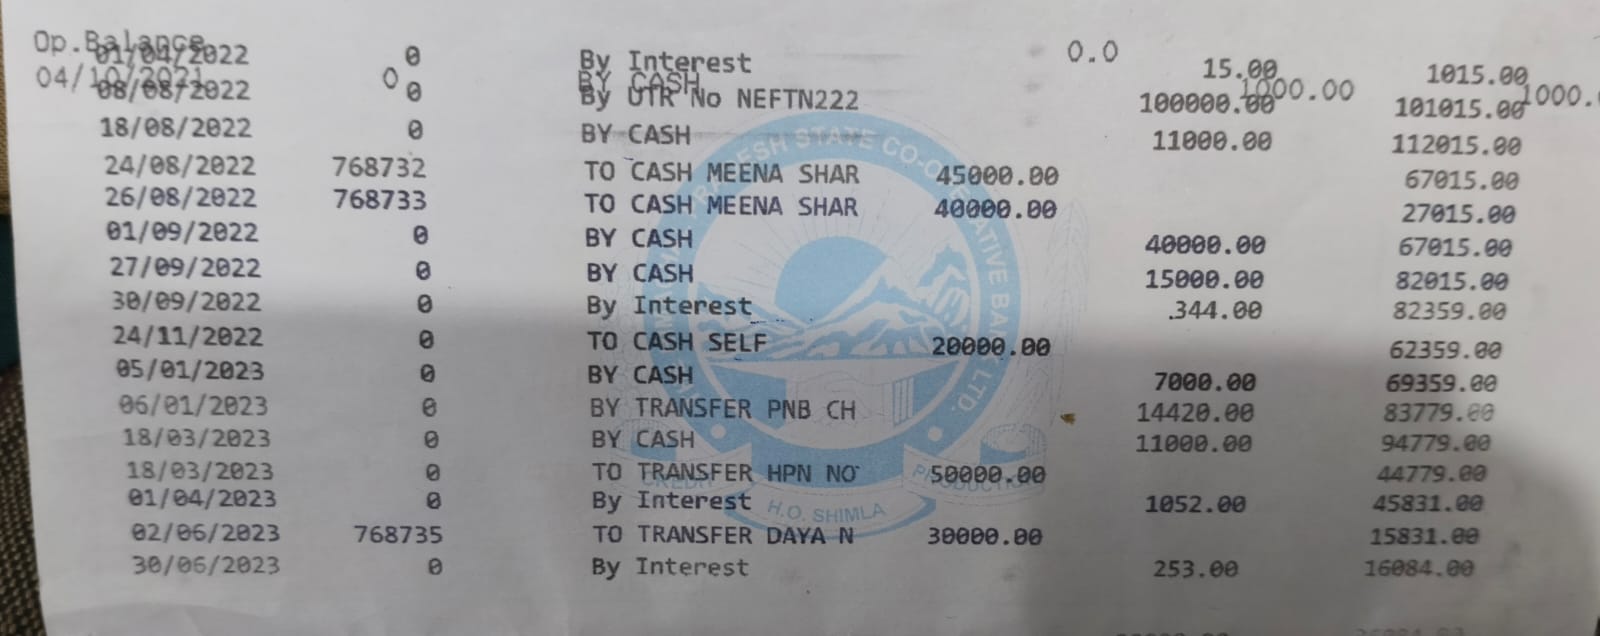 Op.Balance 0.0
01/04/2022 0 By Interest 15.00 1015.00
04/10/2021 0 BY CASH 1000.00 1000.
08/08/2022 0 By UTR No NEFTN222 100000.00 101015.00
18/08/2022 0 BY CASH 11000.00 112015.00
24/08/2022 768732 TO CASH MEENA SHAR 45000.00 67015.00
26/08/2022 768733 TO CASH MEENA SHAR 40000.00 27015.00
01/09/2022 0 BY CASH 40000.00 67015.00
27/09/2022 0 BY CASH 15000.00 82015.00
30/09/2022 0 By Interest 344.00 82359.00
24/11/2022 0 TO CASH SELF 20000.00 62359.00
05/01/2023 0 BY CASH 7000.00 69359.00
06/01/2023 0 BY TRANSFER PNB CH 14420.00 83779.00
18/03/2023 0 BY CASH 11000.00 94779.00
18/03/2023 0 TO TRANSFER HPN NO 50000.00 44779.00
01/04/2023 0 By Interest 1052.00 45831.00
02/06/2023 768735 TO TRANSFER DAYA N 30000.00 15831.00
30/06/2023 0 By Interest 253.00 16084.00
STATE CO-OPERATIVE BANK LTD.
H.O. SHIMLA